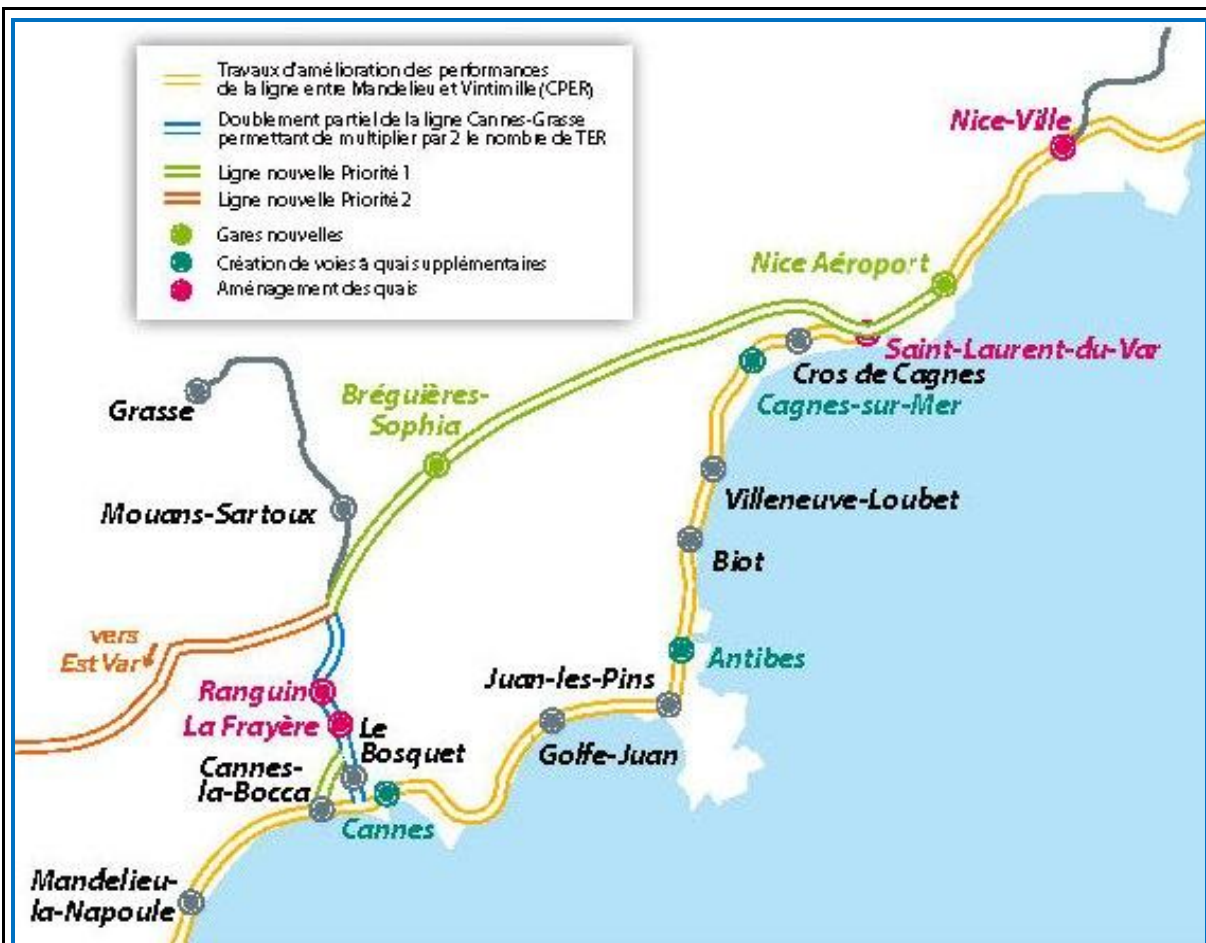 Travaux d'amélioration des performances
de la ligne entre Mandelieu et Vintimille (CPER)
Doublement partiel de la ligne Cannes-Grasse
permettant de multiplier par 2 le nombre de TER
Ligne nouvelle Priorité 1
Ligne nouvelle Priorité 2
Gares nouvelles
Création de voies à quai supplémentaires
Aménagement des quais
Nice-Ville
Nice Aéroport
Saint-Laurent-du-Var
Cros de Cagnes
Cagnes-sur-Mer
Grasse
Bréguières-
Sophia
Villeneuve-Loubet
Mouans-Sartoux
Biot
vers
Est Var
Antibes
Juan-les-Pins
Ranguin
La Frayère
Le
Bosquet
Golfe-Juan
Cannes-
la-Bocca
Cannes
Mandelieu-
la-Napoule